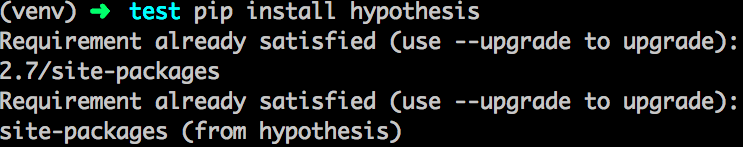 (venv) ➜ test pip install hypothesis
Requirement already satisfied (use --upgrade to upgrade):
2.7/site-packages
Requirement already satisfied (use --upgrade to upgrade):
site-packages (from hypothesis)